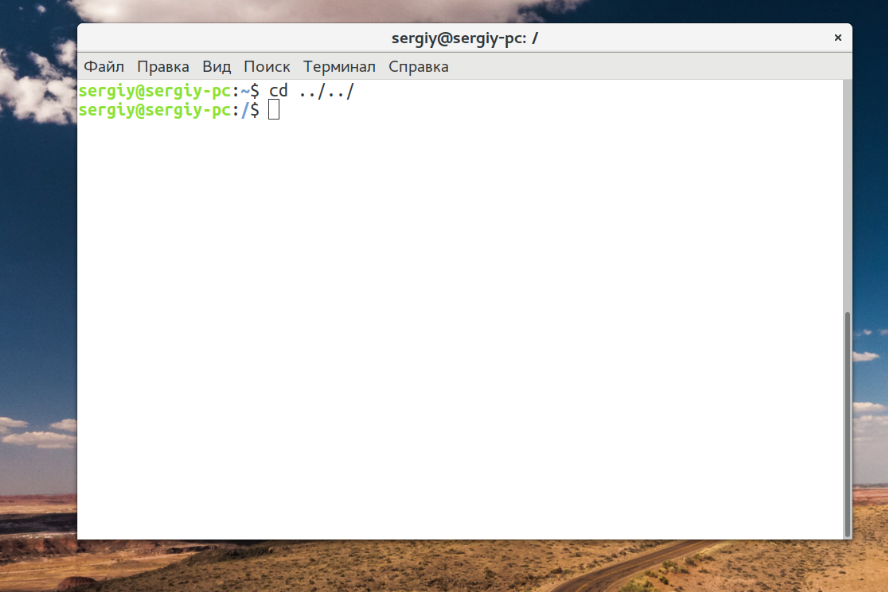 sergiy@sergiy-pc: /
×
Файл Правка Вид Поиск Терминал Справка
sergiy@sergiy-pc:~$ cd ../../
sergiy@sergiy-pc:/$